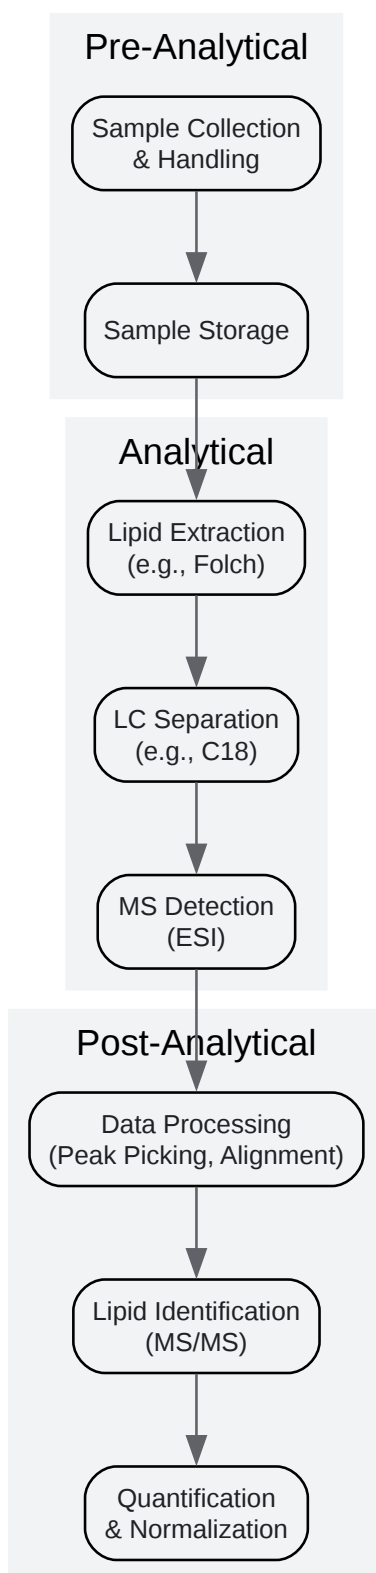 Pre-Analytical
Sample Collection
& Handling
Sample Storage
Analytical
Lipid Extraction
(e.g., Folch)
LC Separation
(e.g., C18)
MS Detection
(ESI)
Post-Analytical
Data Processing
(Peak Picking, Alignment)
Lipid Identification
(MS/MS)
Quantification
& Normalization